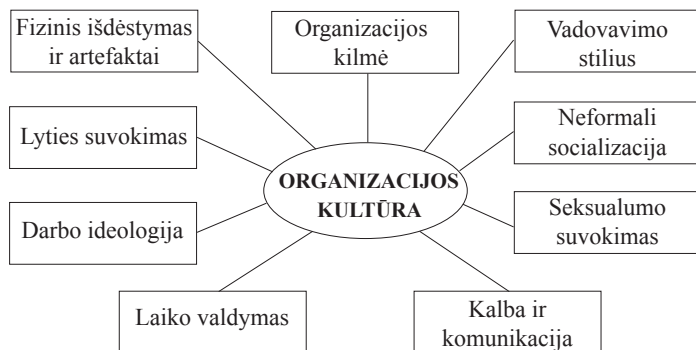 Fizinis išdėstymas
ir artefaktai
Organizacijos
kilmė
Vadovavimo
stilius
Lyties suvokimas
Neformali
socializacija
ORGANIZACIJOS
KULTŪRA
Darbo ideologija
Seksualumo
suvokimas
Laiko valdymas
Kalba ir
komunikacija